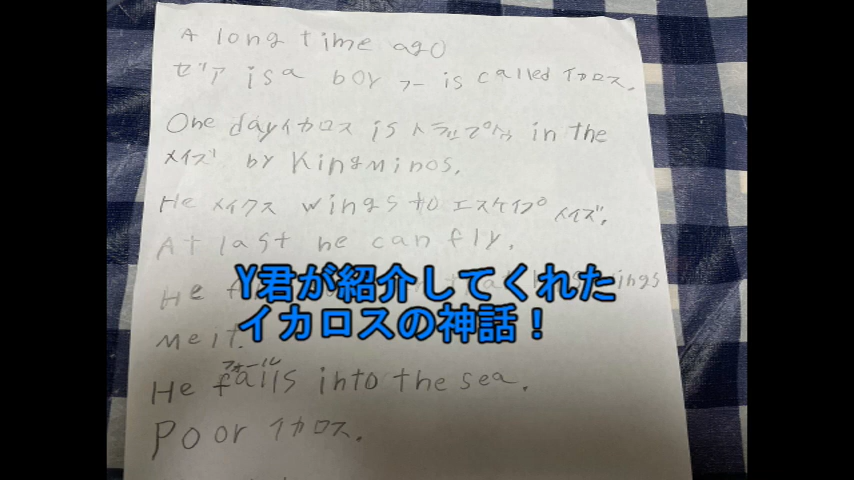 A long time ago
ゼア is a boy フー is called イカロス.
One day イカロス is トラップトゥ in the
メイズ by King minos.
He メイクス wings to エスケイプ メイズ.
At last he can fly.
He
wings
Y君が紹介してくれた
イカロスの神話！
melt.
フォール
He falls into the sea.
Poor イカロス.